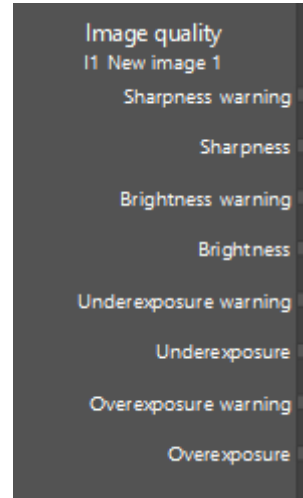 Image quality
I1 New image 1
Sharpness warning
Sharpness
Brightness warning
Brightness
Underexposure warning
Underexposure
Overexposure warning
Overexposure